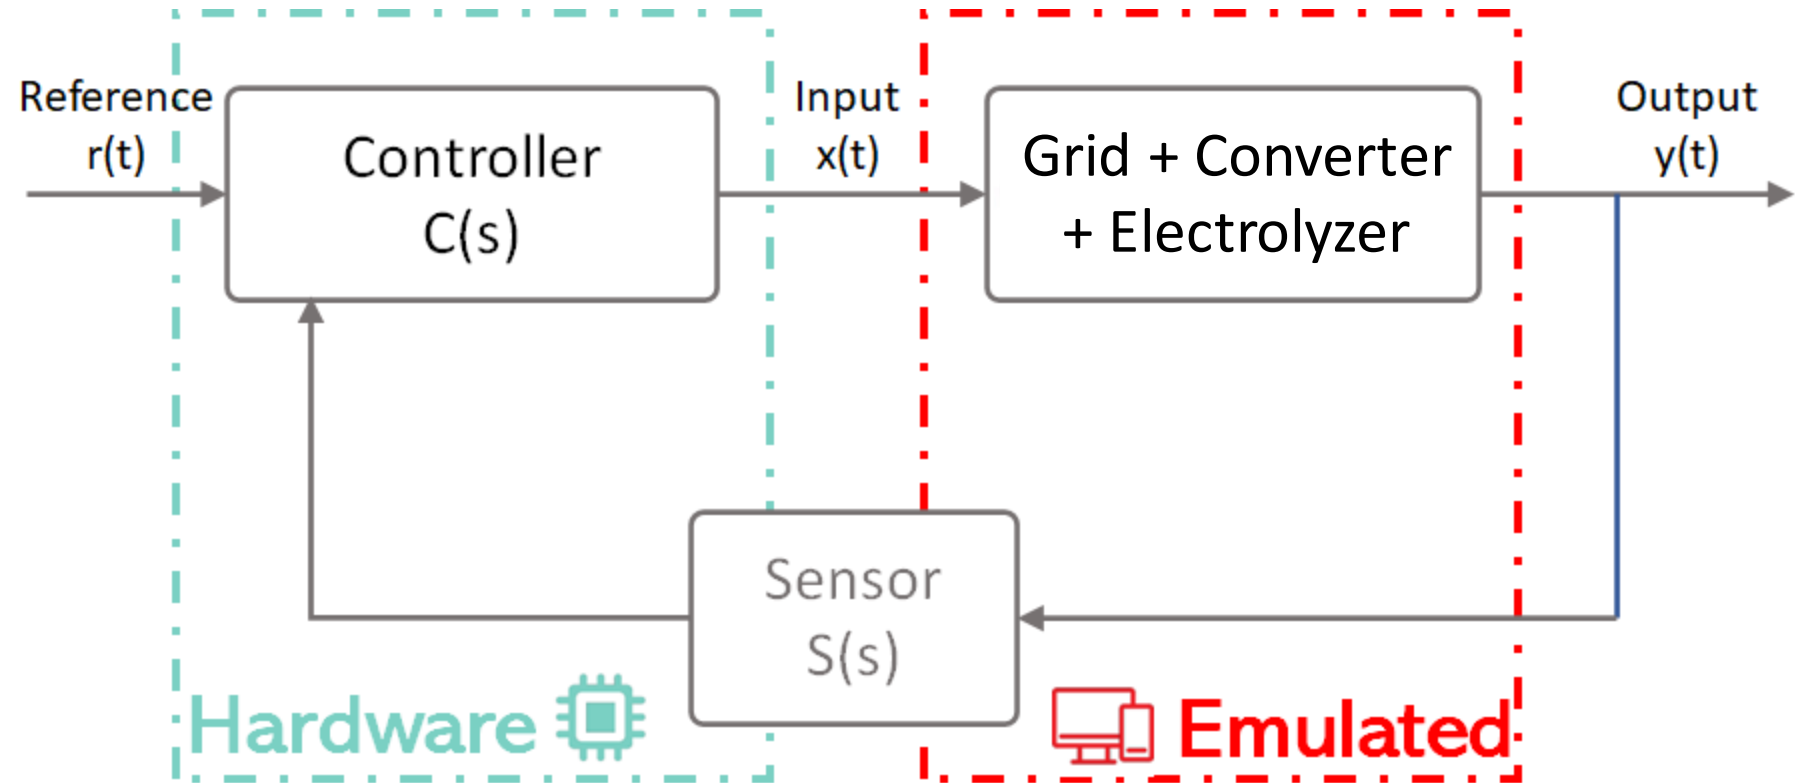 Reference
r(t)
Controller
C(s)
Input
x(t)
Grid + Converter
+ Electrolyzer
Output
y(t)
Sensor
S(s)
Hardware
Emulated